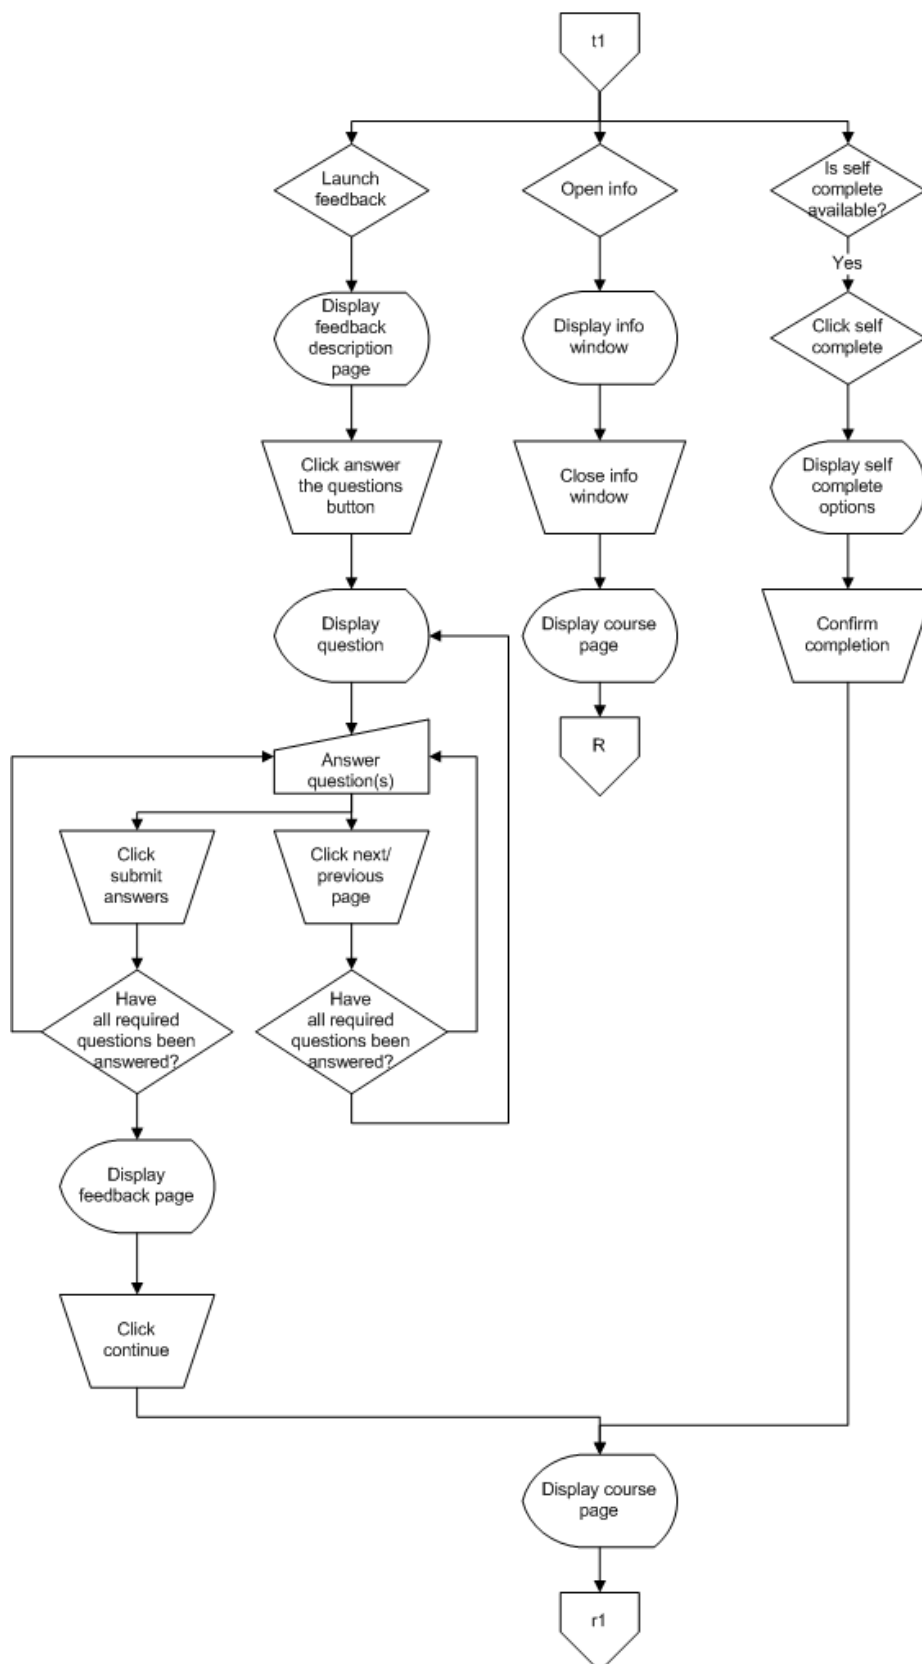 t1
Launch
feedback
Open info
Is self
complete
available?
Yes
Display
feedback
description
page
Display info
window
Click self
complete
Click answer
the questions
button
Close info
window
Display self
complete
options
Display
question
Display course
page
Confirm
completion
R
Answer
question(s)
Click
submit
answers
Click next/
previous
page
Have
all required
questions been
answered?
Have
all required
questions been
answered?
Display
feedback page
Click
continue
Display course
page
r1